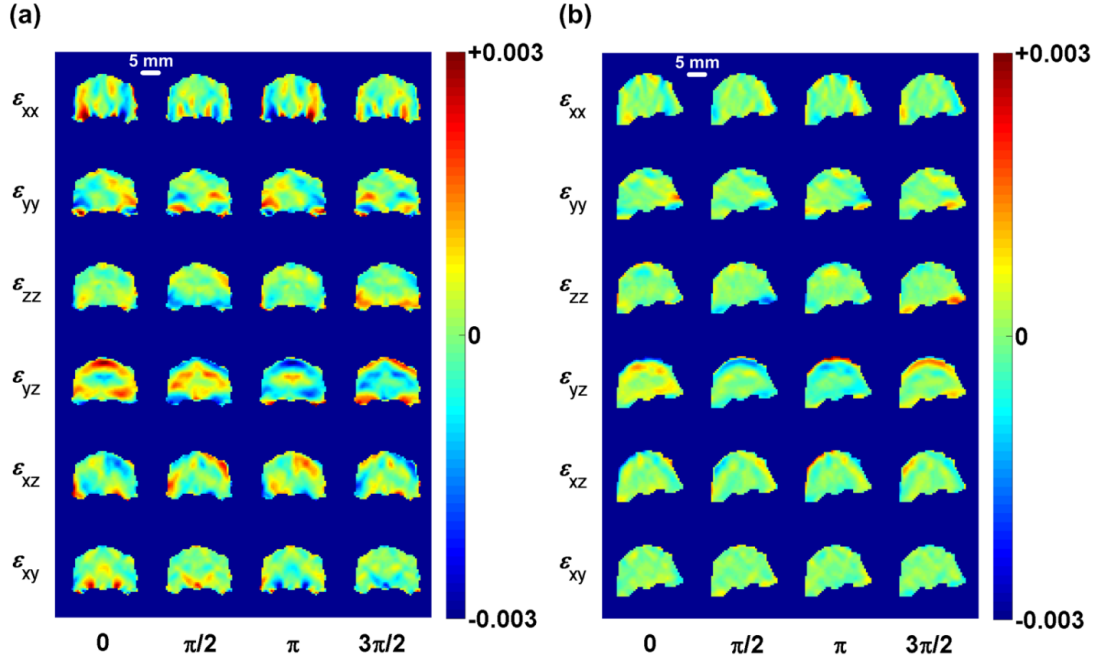 (a)
(b)
5 mm
+0.003
5 mm
+0.003
εxx
εxx
εyy
εyy
εzz
εzz
0
0
εyz
εyz
εxz
εxz
εxy
εxy
-0.003
-0.003
0 π/2 π 3π/2
0 π/2 π 3π/2